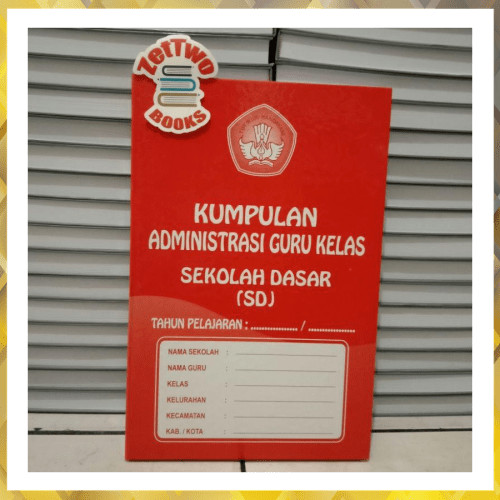 ZetTWO
BOOKS
KUMPULAN
ADMINISTRASI GURU KELAS
SEKOLAH DASAR
(SD)
TAHUN PELAJARAN : ................ / ................
NAMA SEKOLAH :
NAMA GURU :
KELAS :
KELURAHAN :
KECAMATAN :
KAB. / KOTA :